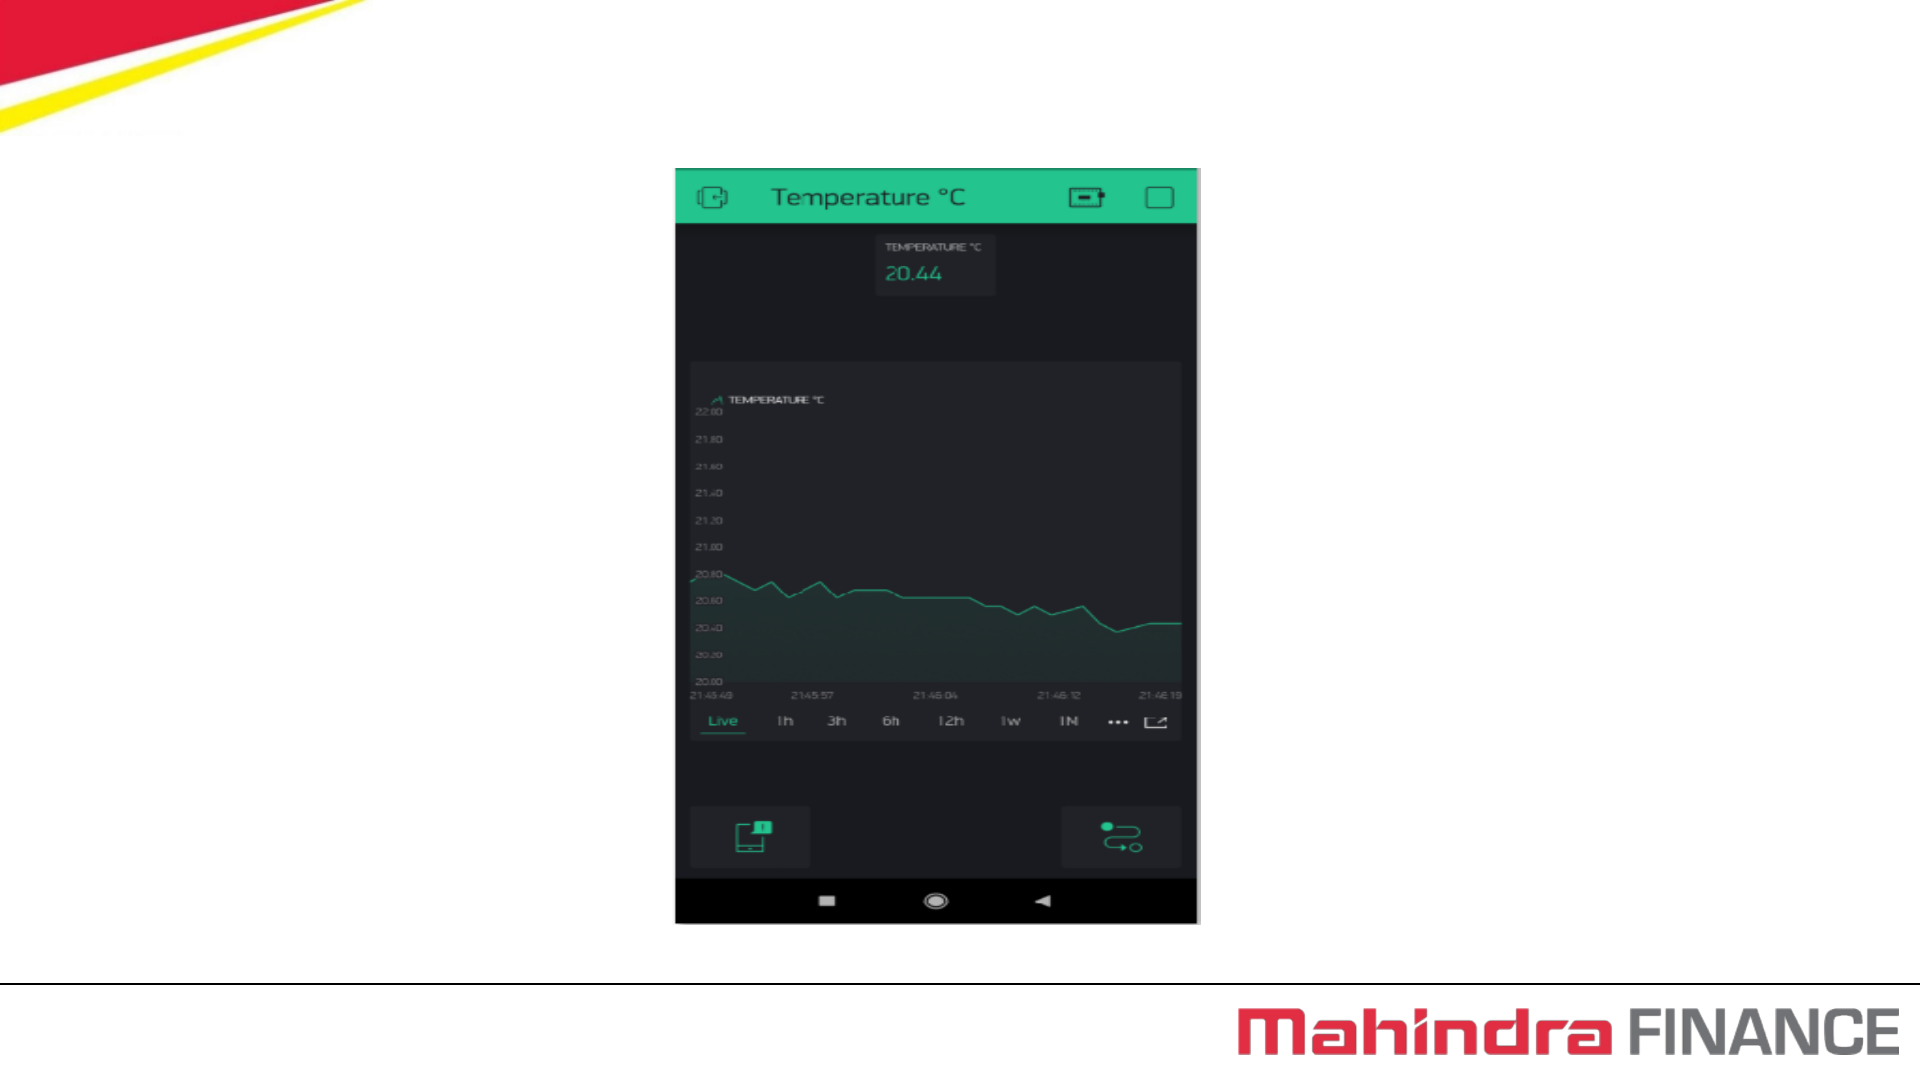 Temperature °C
TEMPERATURE °C
20.44
TEMPERATURE °C
22.00
21.80
21.60
21.40
21.20
21.00
20.80
20.60
20.40
20.20
20.00
21:45:49 21:45:57 21:46:04 21:46:12 21:46:19
Live 1h 3h 6h 12h 1w 1M
Mahindra FINANCE